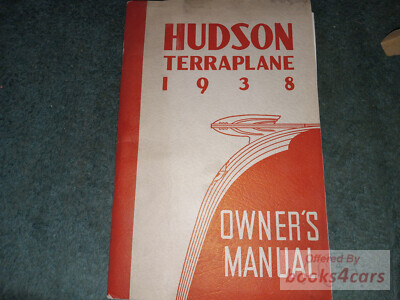 HUDSON
TERRAPLANE
1938
OWNER'S
MANUAL
Offered By
books4cars